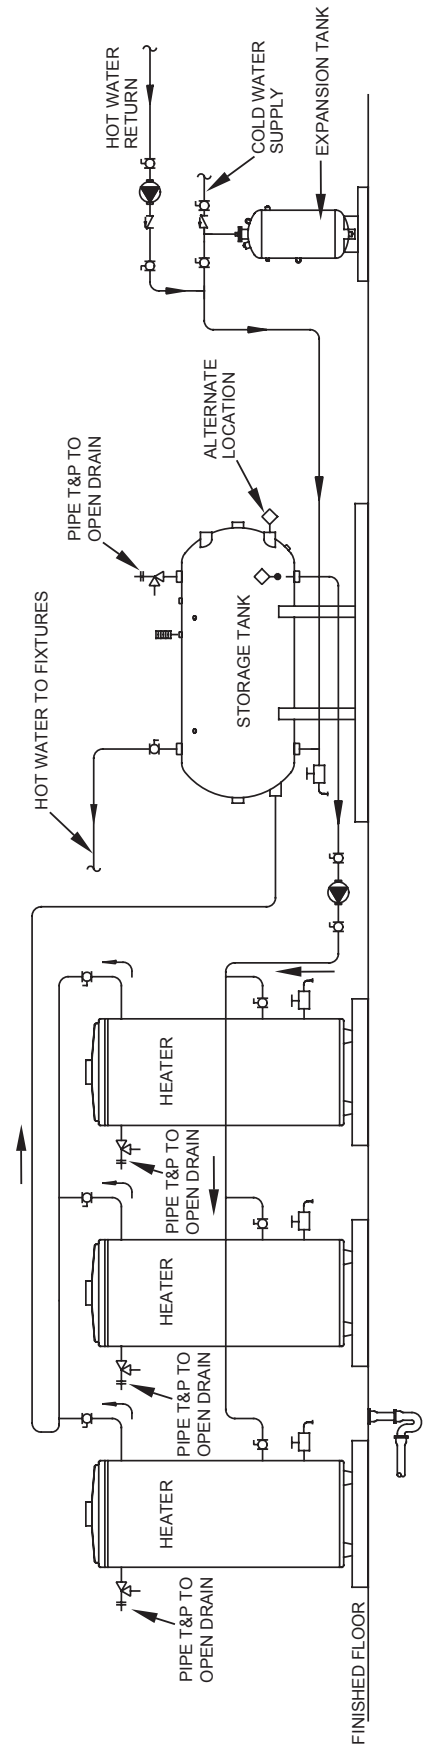 HOT WATER
RETURN
COLD WATER
SUPPLY
EXPANSION TANK
PIPE T&P TO
OPEN DRAIN
ALTERNATE
LOCATION
HOT WATER TO FIXTURES
STORAGE TANK
HEATER
PIPE T&P TO
OPEN DRAIN
HEATER
PIPE T&P TO
OPEN DRAIN
HEATER
PIPE T&P TO
OPEN DRAIN
FINISHED FLOOR